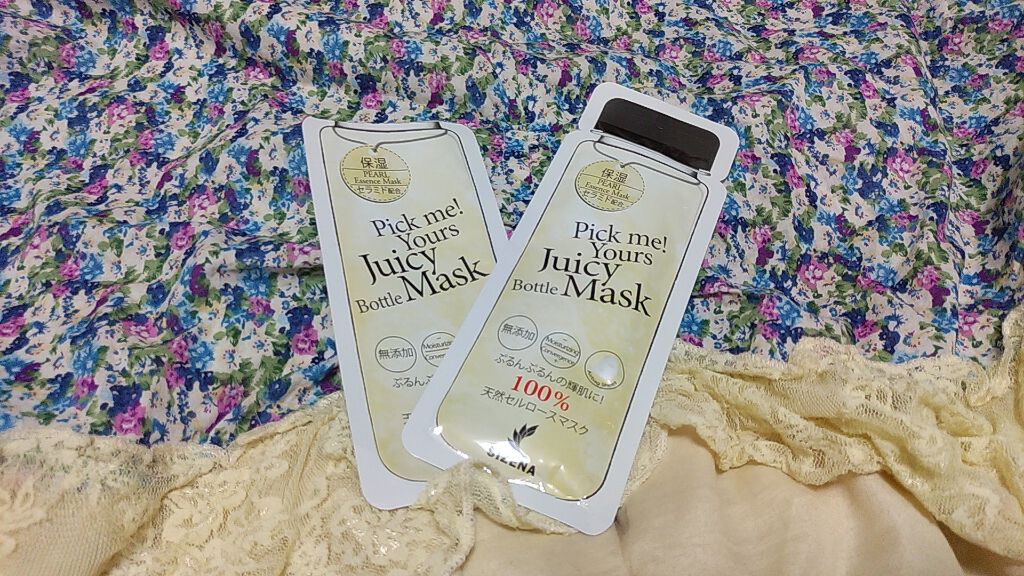 保湿
PEARL
Essence Mask
セラミド配合
Pick me!
Yours
Juicy
Bottle Mask
無添加
Moisturizing
Convergence
ぷるんぷ
保湿
PEARL
Essence Mask
セラミド配合
Pick me!
Yours
Juicy
Bottle Mask
無添加
Moisturizing
Convergence
ぷるんぷるんの輝肌に!
100%
天然セルロースマスク
SIZENA